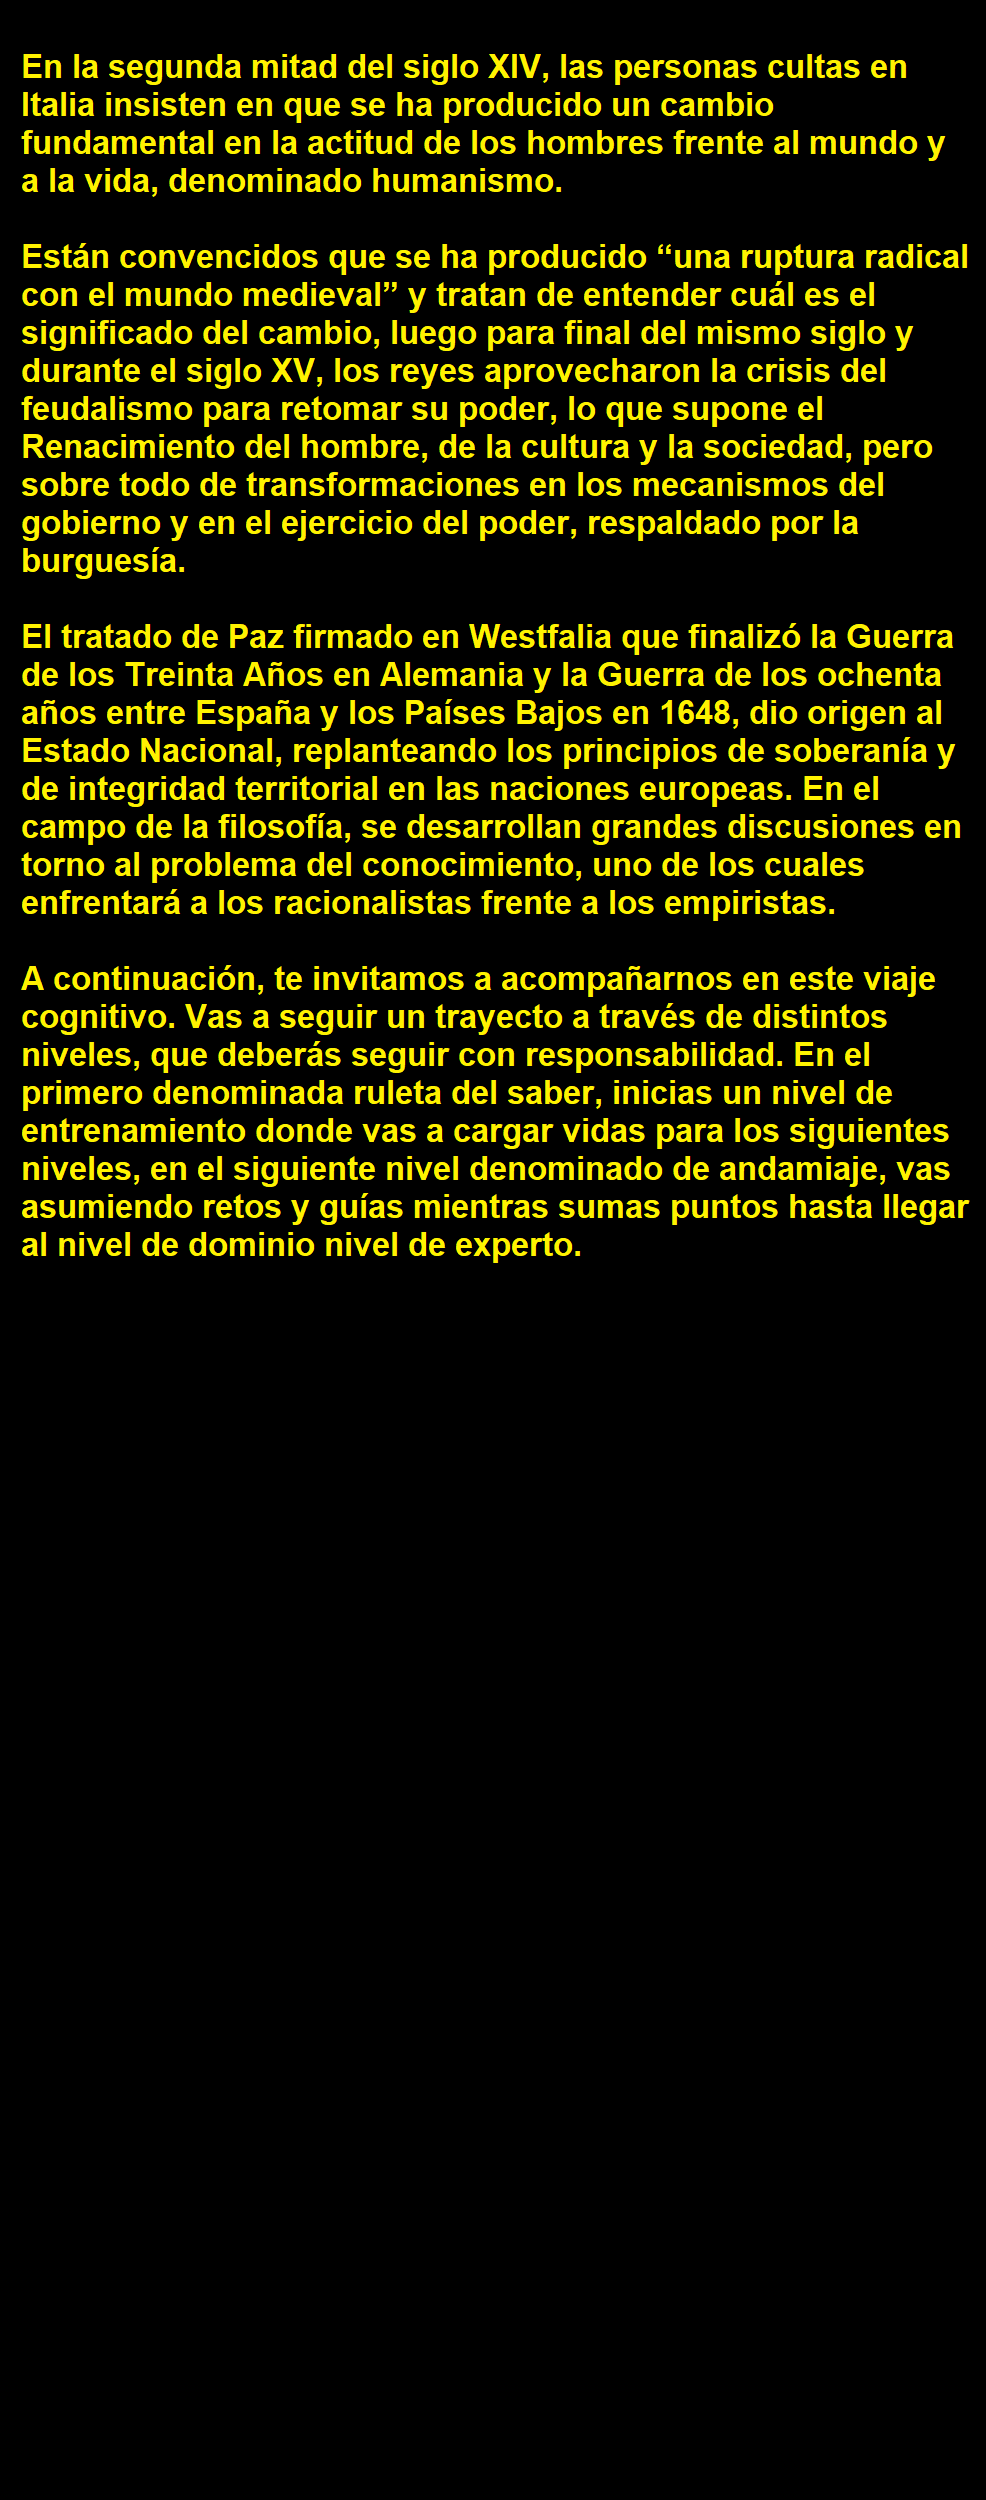 En la segunda mitad del siglo XIV, las personas cultas en
Italia insisten en que se ha producido un cambio
fundamental en la actitud de los hombres frente al mundo y
a la vida, denominado humanismo.
Están convencidos que se ha producido “una ruptura radical
con el mundo medieval” y tratan de entender cuál es el
significado del cambio, luego para final del mismo siglo y
durante el siglo XV, los reyes aprovecharon la crisis del
feudalismo para retomar su poder, lo que supone el
Renacimiento del hombre, de la cultura y la sociedad, pero
sobre todo de transformaciones en los mecanismos del
gobierno y en el ejercicio del poder, respaldado por la
burguesía.
El tratado de Paz firmado en Westfalia que finalizó la Guerra
de los Treinta Años en Alemania y la Guerra de los ochenta
años entre España y los Países Bajos en 1648, dio origen al
Estado Nacional, replanteando los principios de soberanía y
de integridad territorial en las naciones europeas. En el
campo de la filosofía, se desarrollan grandes discusiones en
torno al problema del conocimiento, uno de los cuales
enfrentará a los racionalistas frente a los empiristas.
A continuación, te invitamos a acompañarnos en este viaje
cognitivo. Vas a seguir un trayecto a través de distintos
niveles, que deberás seguir con responsabilidad. En el
primero denominada ruleta del saber, inicias un nivel de
entrenamiento donde vas a cargar vidas para los siguientes
niveles, en el siguiente nivel denominado de andamiaje, vas
asumiendo retos y guías mientras sumas puntos hasta llegar
al nivel de dominio nivel de experto.